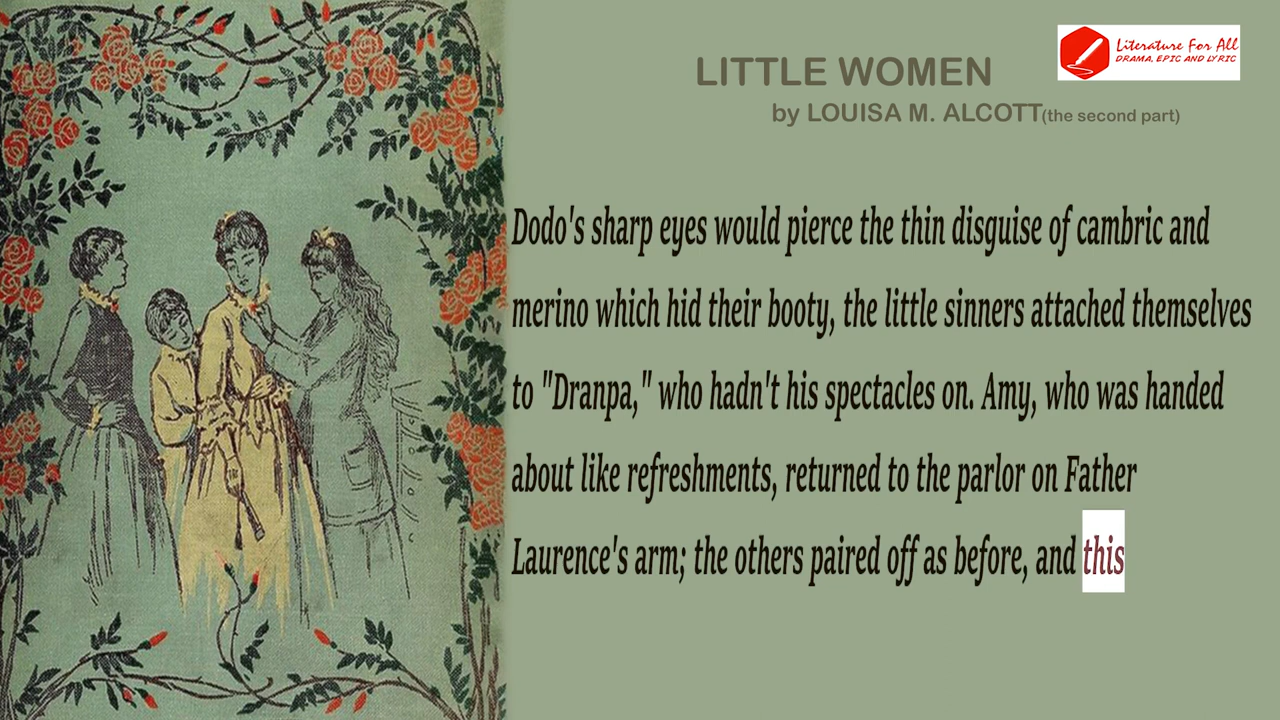 LITTLE WOMEN
by LOUISA M. ALCOTT(the second part)
Literature For All
DRAMA, EPIC AND LYRIC
Dodo's sharp eyes would pierce the thin disguise of cambric and
merino which hid their booty, the little sinners attached themselves
to "Dranpa," who hadn't his spectacles on. Amy, who was handed
about like refreshments, returned to the parlor on Father
Laurence's arm; the others paired off as before, and this